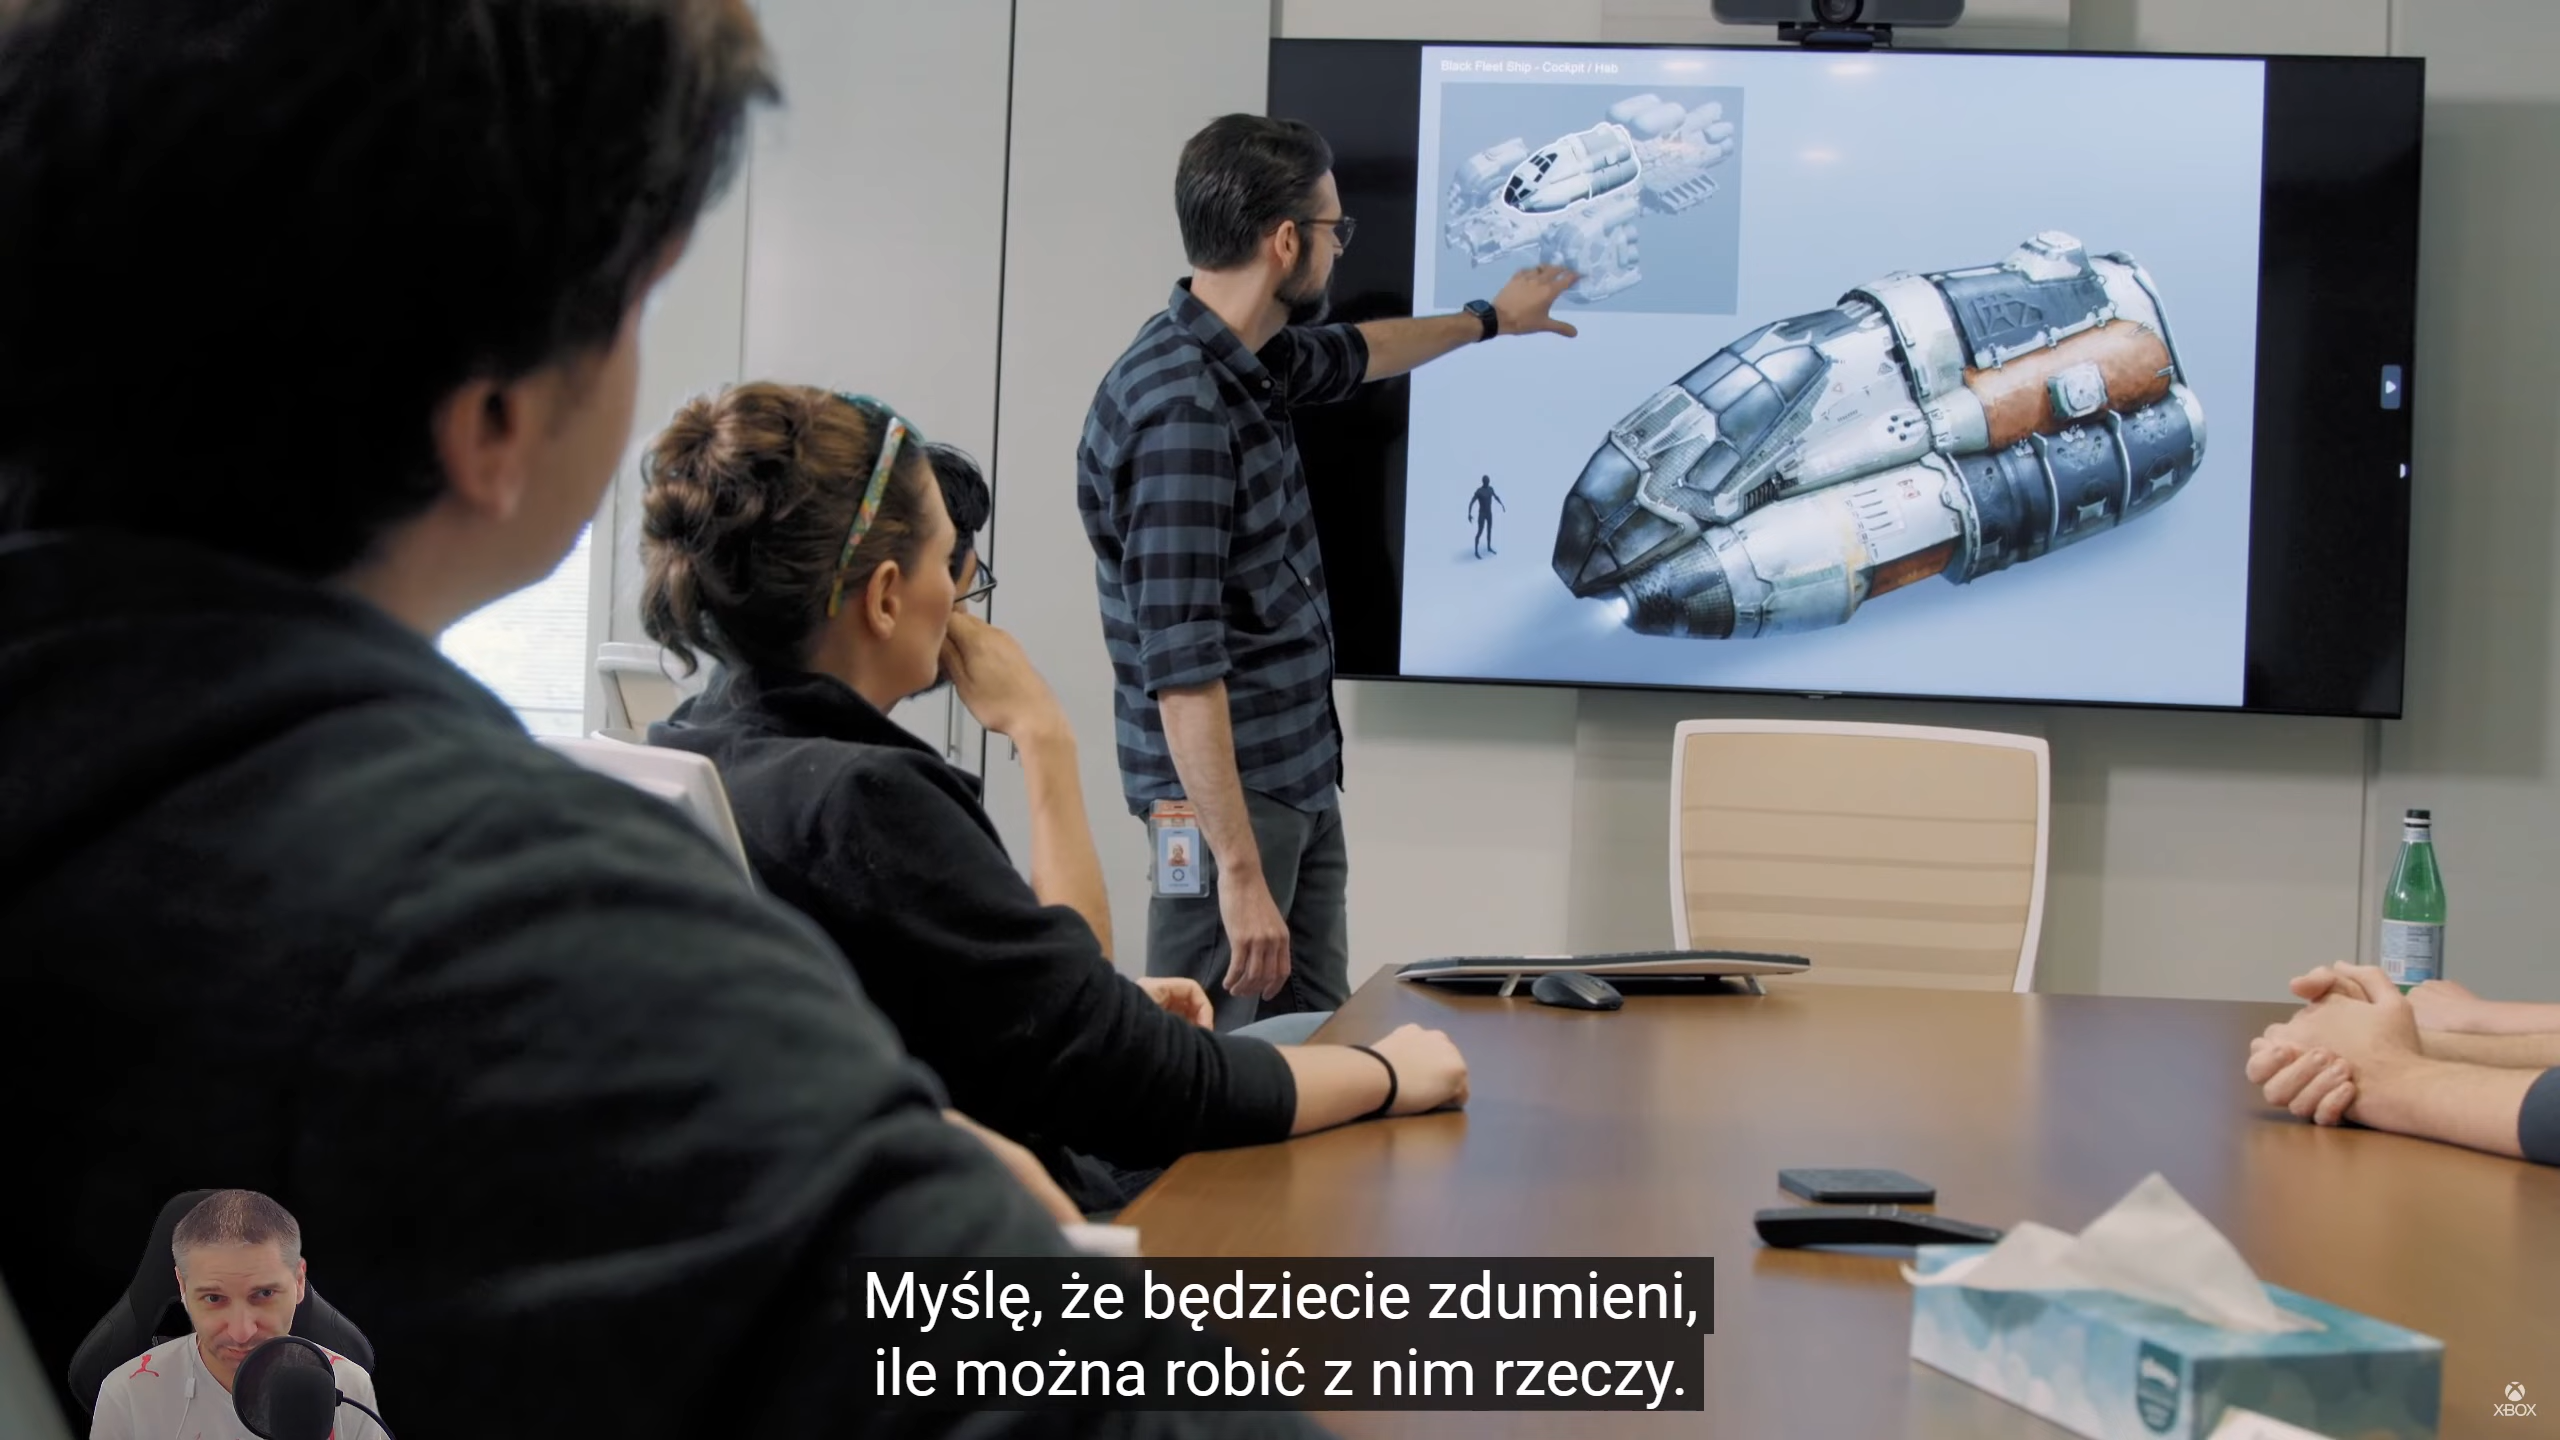 Black Fleet Ship - Cockpit / Hab
Myślę, że będziecie zdumieni,
ile można robić z nim rzeczy.
XBOX